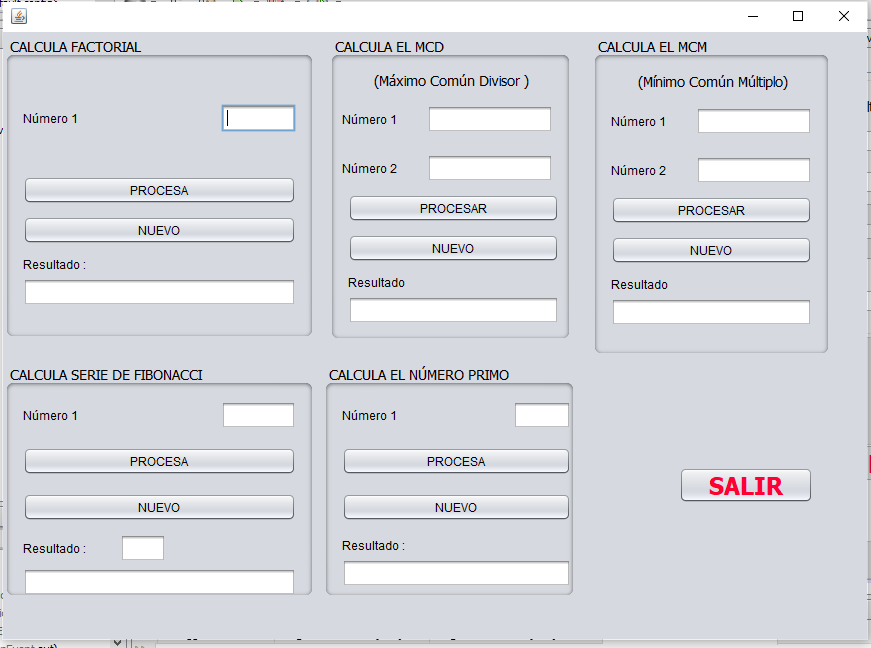 CALCULA FACTORIAL
Número 1
PROCESA
NUEVO
Resultado :
CALCULA EL MCD
(Máximo Común Divisor )
Número 1
Número 2
PROCESAR
NUEVO
Resultado
CALCULA EL MCM
(Mínimo Común Múltiplo)
Número 1
Número 2
PROCESAR
NUEVO
Resultado
CALCULA SERIE DE FIBONACCI
Número 1
PROCESA
NUEVO
Resultado :
CALCULA EL NÚMERO PRIMO
Número 1
PROCESA
NUEVO
Resultado :
SALIR